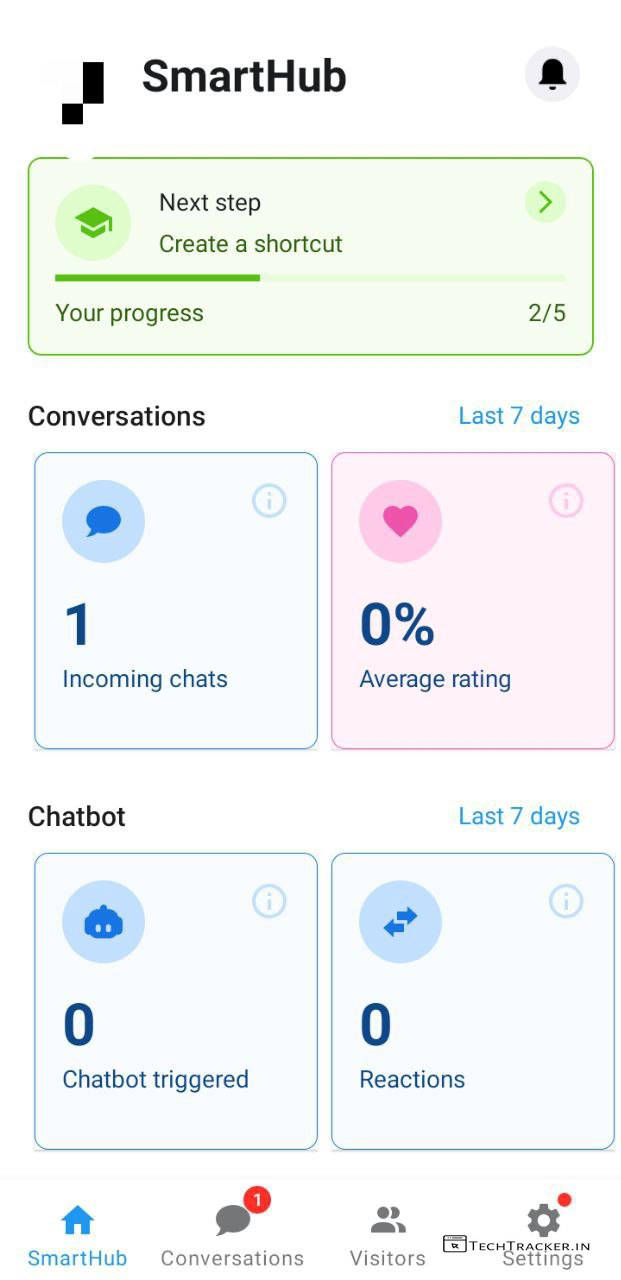 SmartHub
Next step
Create a shortcut
Your progress 2/5
Conversations Last 7 days
1 0%
Incoming chats Average rating
Chatbot Last 7 days
0 0
Chatbot triggered Reactions
1
SmartHub Conversations Visitors Settings
TechTracker.in